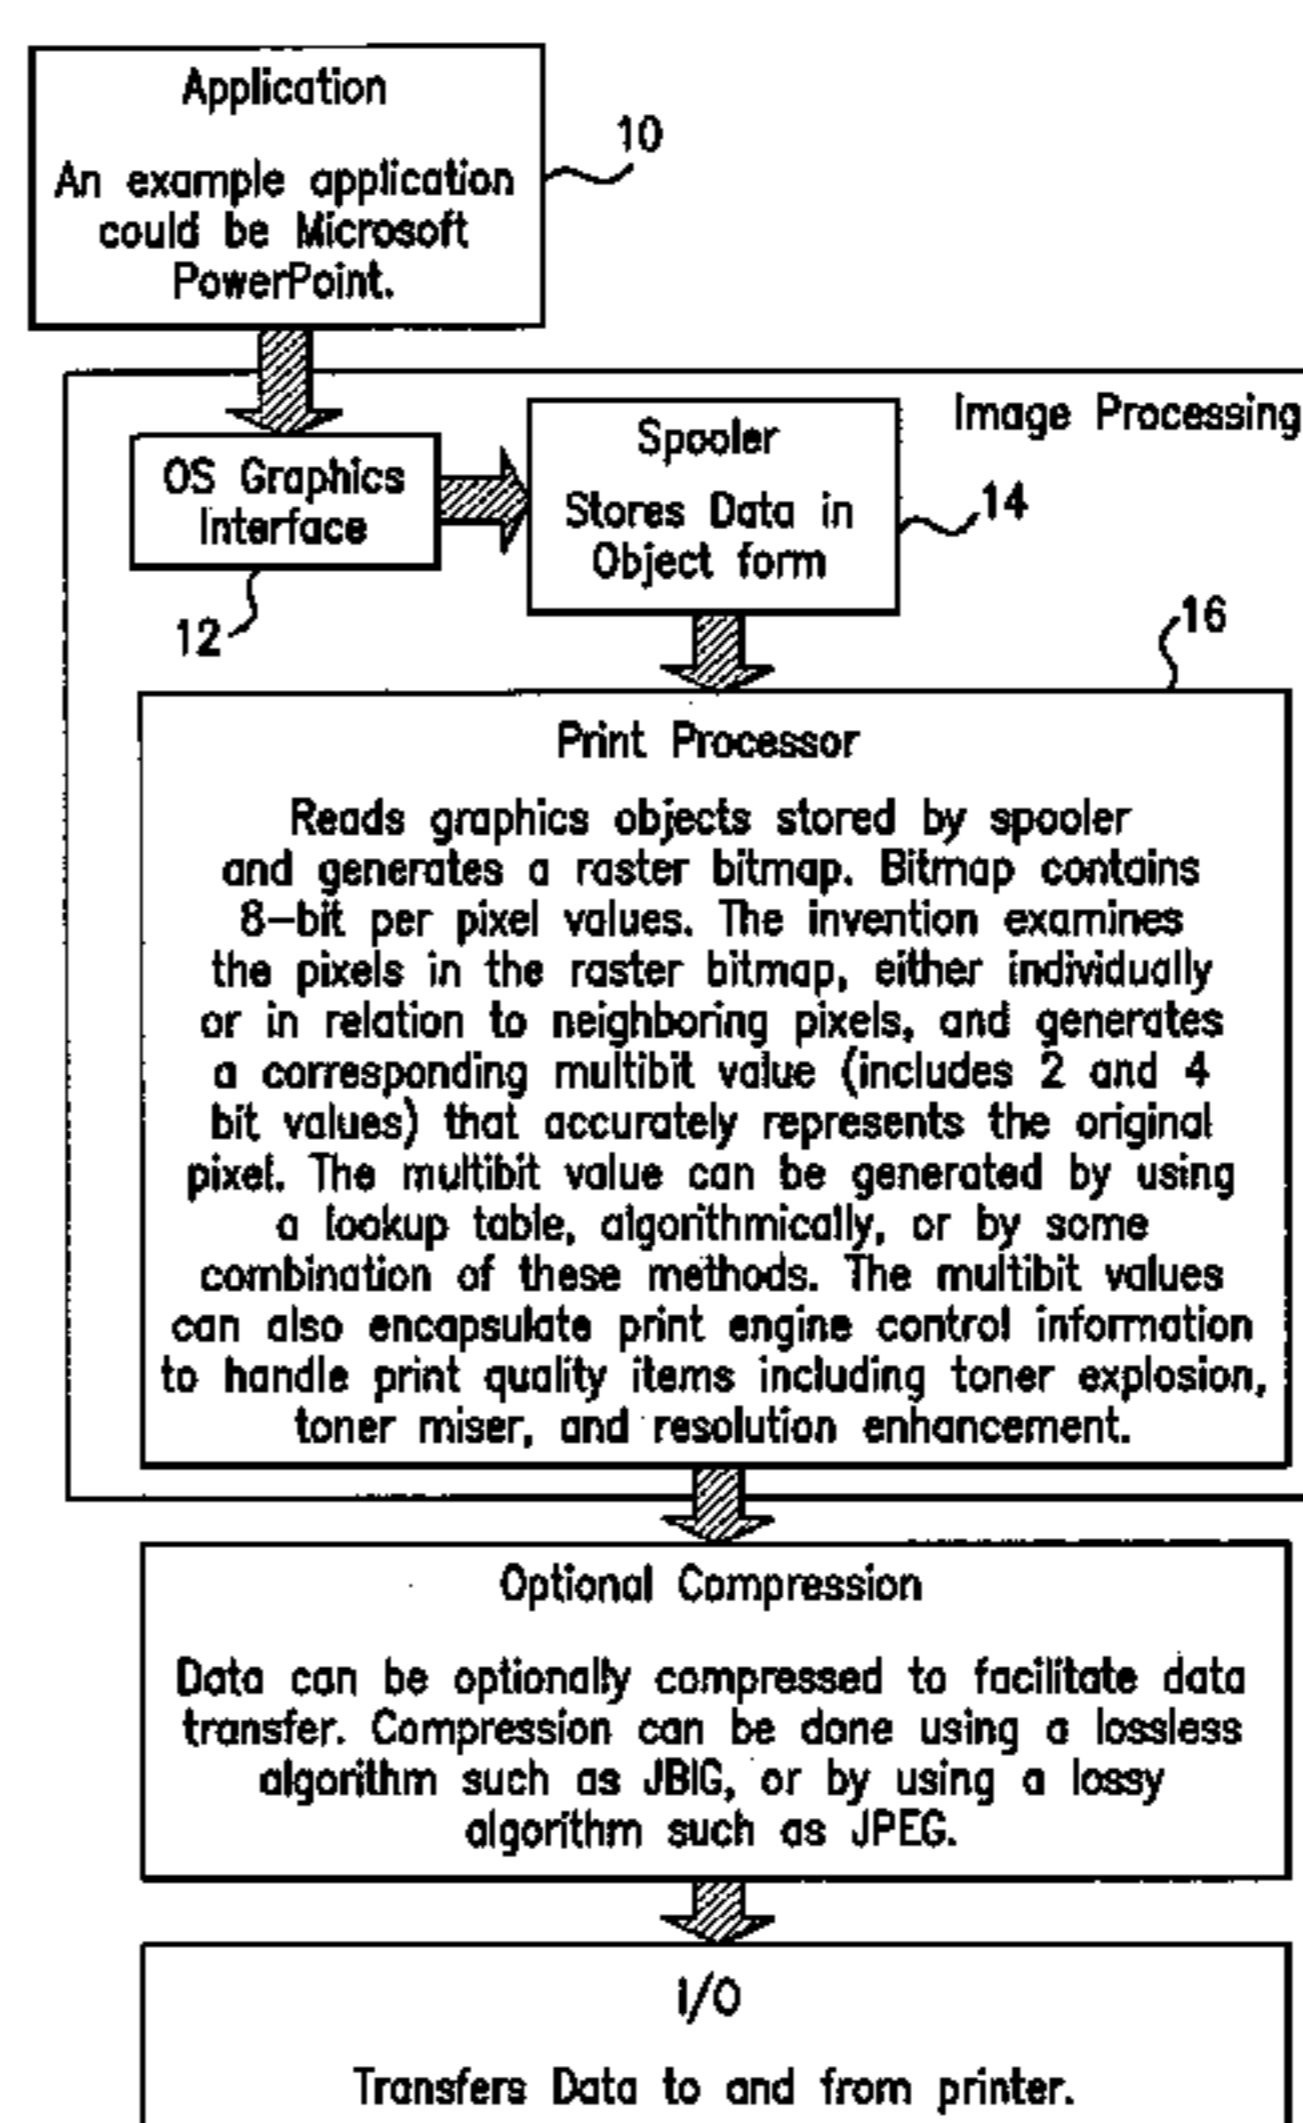 Application
An example application
could be Microsoft
PowerPoint.
10
Image Processing
OS Graphics
Interface
12
Spooler
Stores Data in
Object form
14
16
Print Processor
Reads graphics objects stored by spooler
and generates a raster bitmap. Bitmap contains
8-bit per pixel values. The invention examines
the pixels in the raster bitmap, either individually
or in relation to neighboring pixels, and generates
a corresponding multibit value (includes 2 and 4
bit values) that accurately represents the original
pixel. The multibit value can be generated by using
a lookup table, algorithmically, or by some
combination of these methods. The multibit values
can also encapsulate print engine control information
to handle print quality items including toner explosion,
toner miser, and resolution enhancement.
Optional Compression
Data can be optionally compressed to facilitate data
transfer. Compression can be done using a lossless
algorithm such as JBIG, or by using a lossy
algorithm such as JPEG.
I/O
Transfers Data to and from printer.